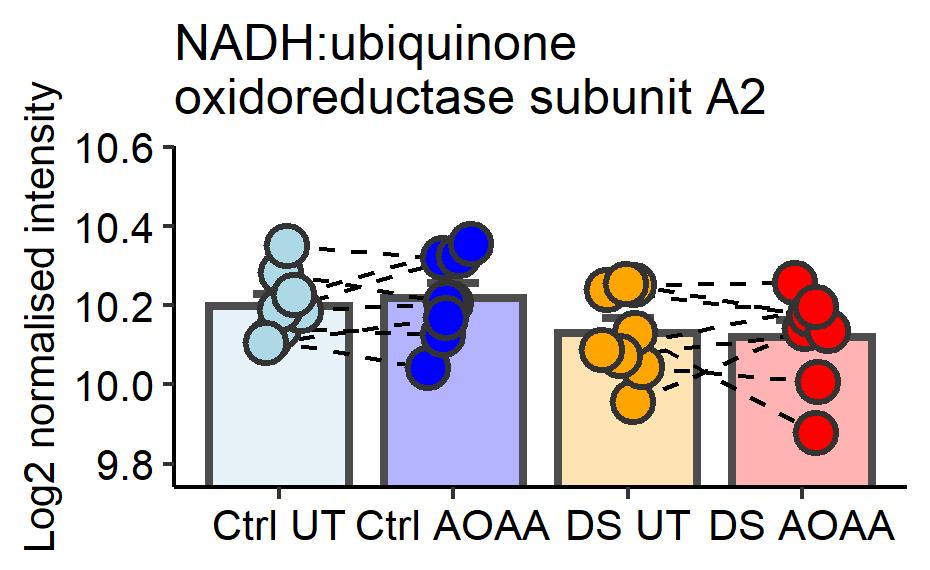 NADH:ubiquinone
oxidoreductase subunit A2
Log2 normalised intensity
10.6
10.4
10.2
10.0
9.8
Ctrl UT Ctrl AOAA DS UT DS AOAA